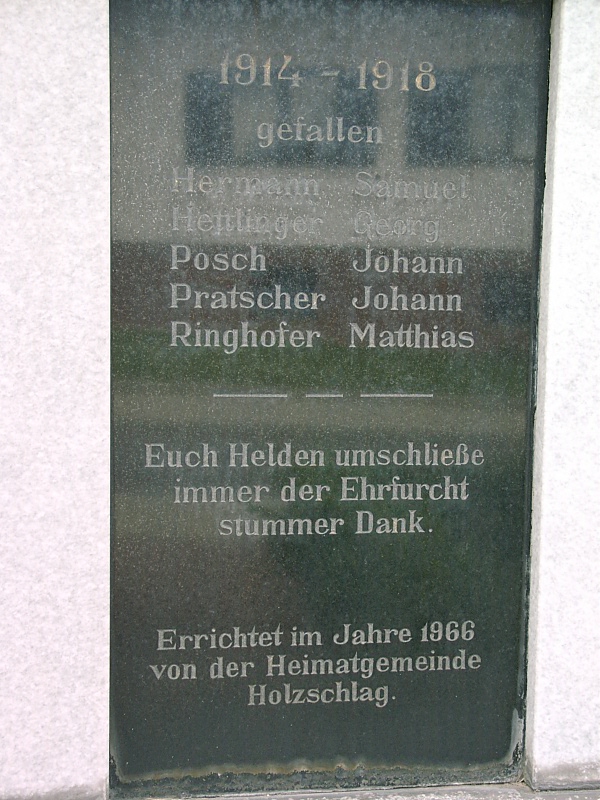 1914 - 1918
gefallen
Hermann Samuel
Heftlinger Georg
Posch Johann
Pratscher Johann
Ringhofer Matthias
Euch Helden umschließe
immer der Ehrfurcht
stummer Dank.
Errichtet im Jahre 1966
von der Heimatgemeinde
Holzschlag.